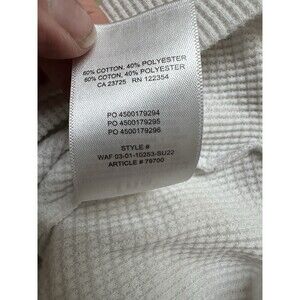 60% COTTON, 40% POLYESTER
60% COTON, 40% POLYESTER
CA 23725 RN 122354
PO 4500179294
PO 4500179295
PO 4500179296
STYLE #
WAF 03-01-10253-SU22
ARTICLE # 79700